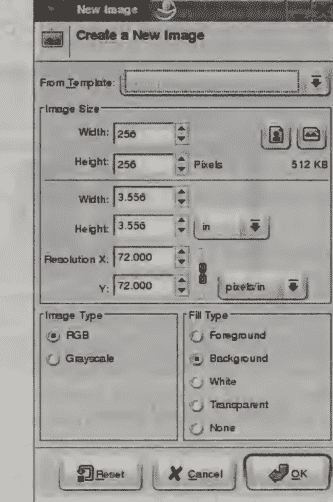 New Image
Create a New Image
From Template:
Image Size
Width: 256
Height: 256 Pixels 512 KB
Width: 3.556
Height: 3.556 in
Resolution X: 72.000
Y: 72.000 pixels/in
Image Type
RGB
Grayscale
Fill Type
Foreground
Background
White
Transparent
None
Reset Cancel OK